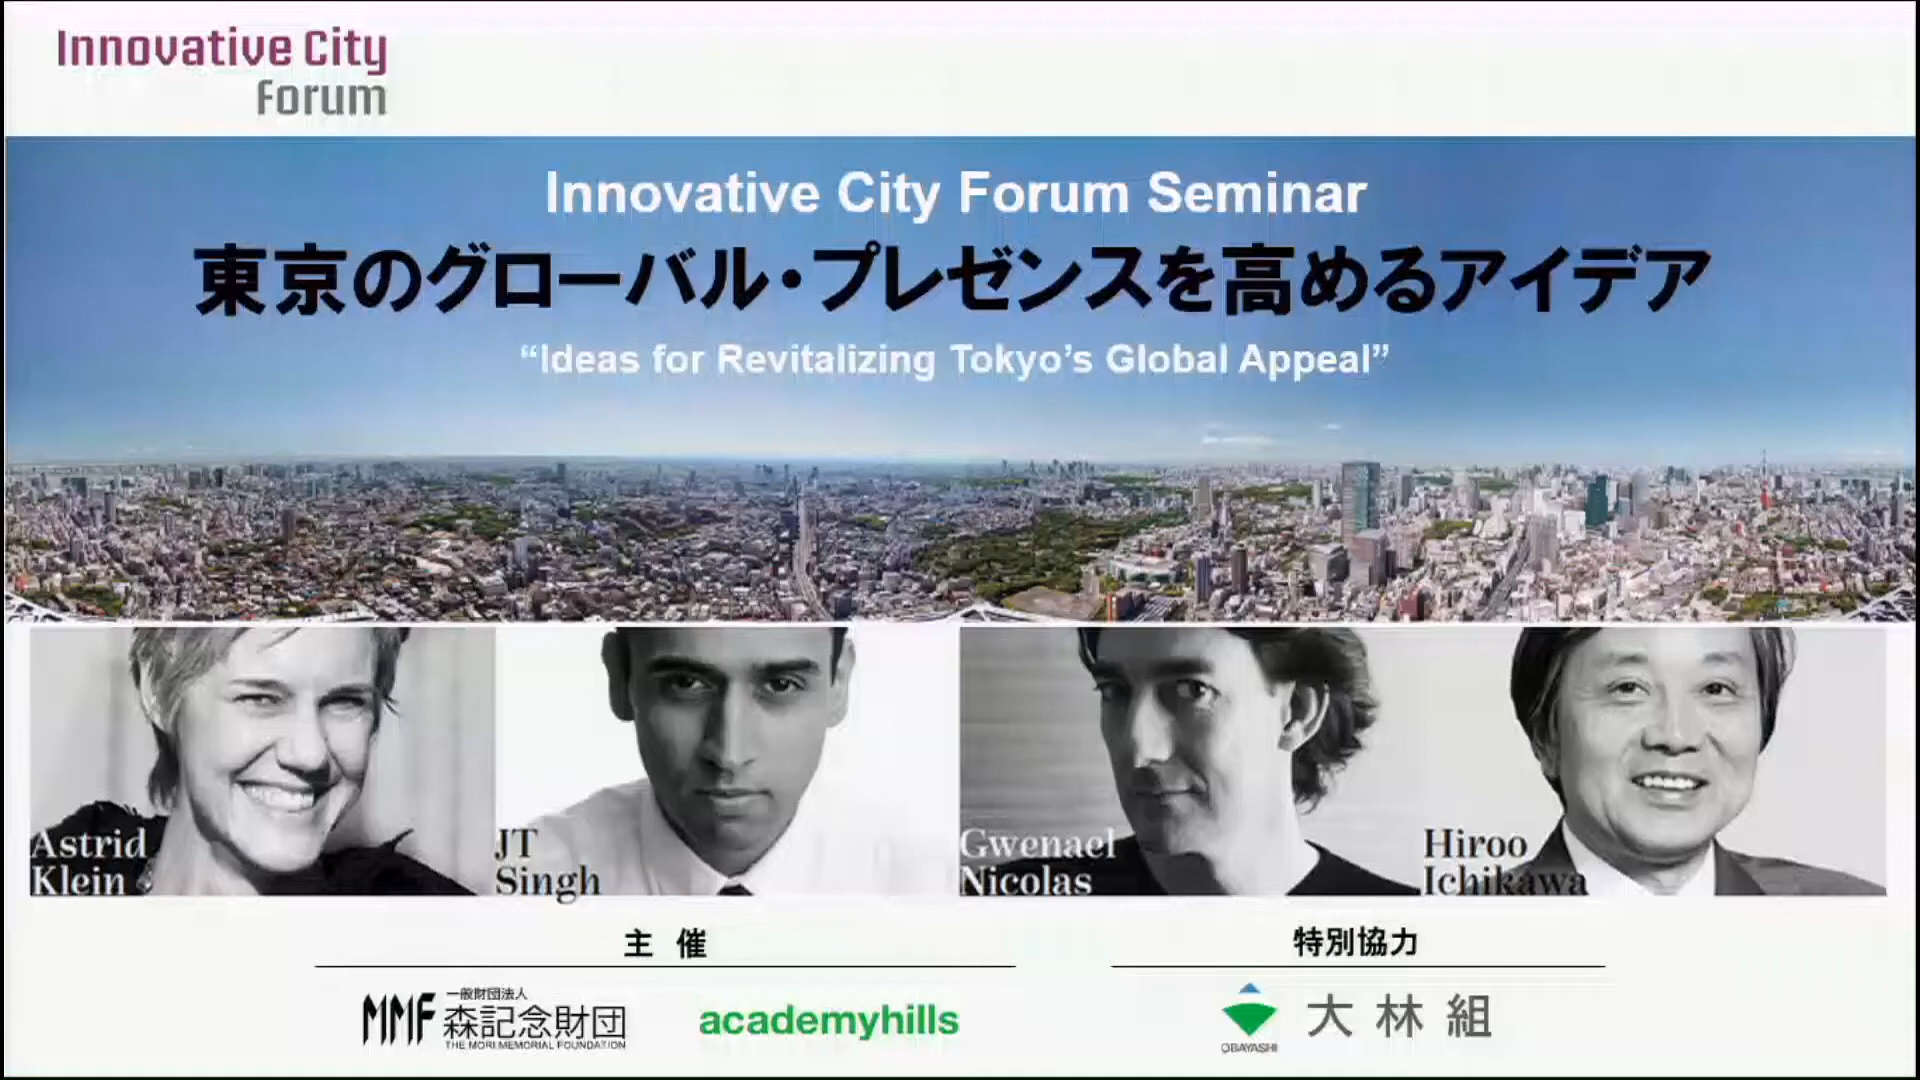 Innovative City
Forum
Innovative City Forum Seminar
東京のグローバル・プレゼンスを高めるアイデア
“Ideas for Revitalizing Tokyo’s Global Appeal”
Astrid
Klein
JT
Singh
Gwenael
Nicolas
Hiroo
Ichikawa
主 催
特別協力
MMF
一般財団法人
森記念財団
THE MORI MEMORIAL FOUNDATION
academyhills
OBAYASHI
大林組